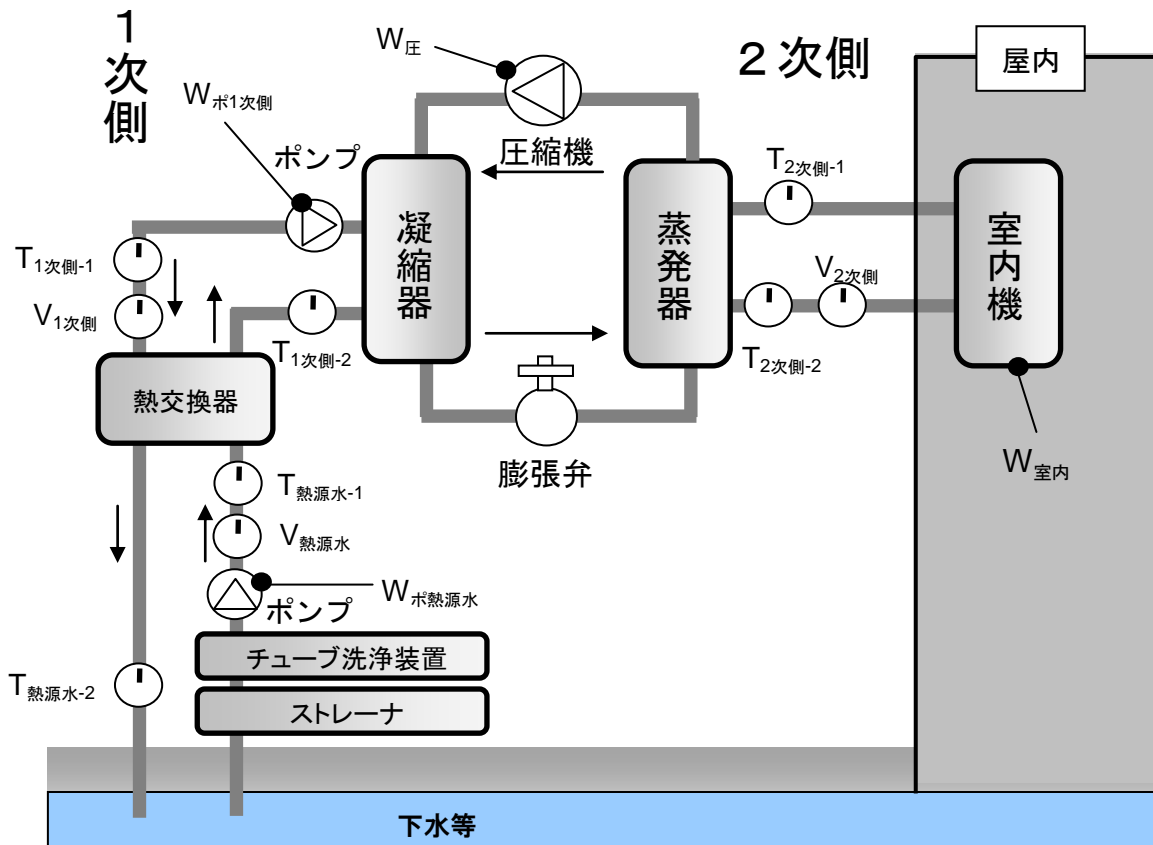 1次側
W圧
2次側
屋内
Wポ1次側
ポンプ
圧縮機
T2次側-1
凝縮器
蒸発器
室内機
T1次側-1
V2次側
V1次側
T1次側-2
T2次側-2
熱交換器
膨張弁
W室内
T熱源水-1
V熱源水
Wポ熱源水
ポンプ
チューブ洗浄装置
T熱源水-2
ストレーナ
下水等